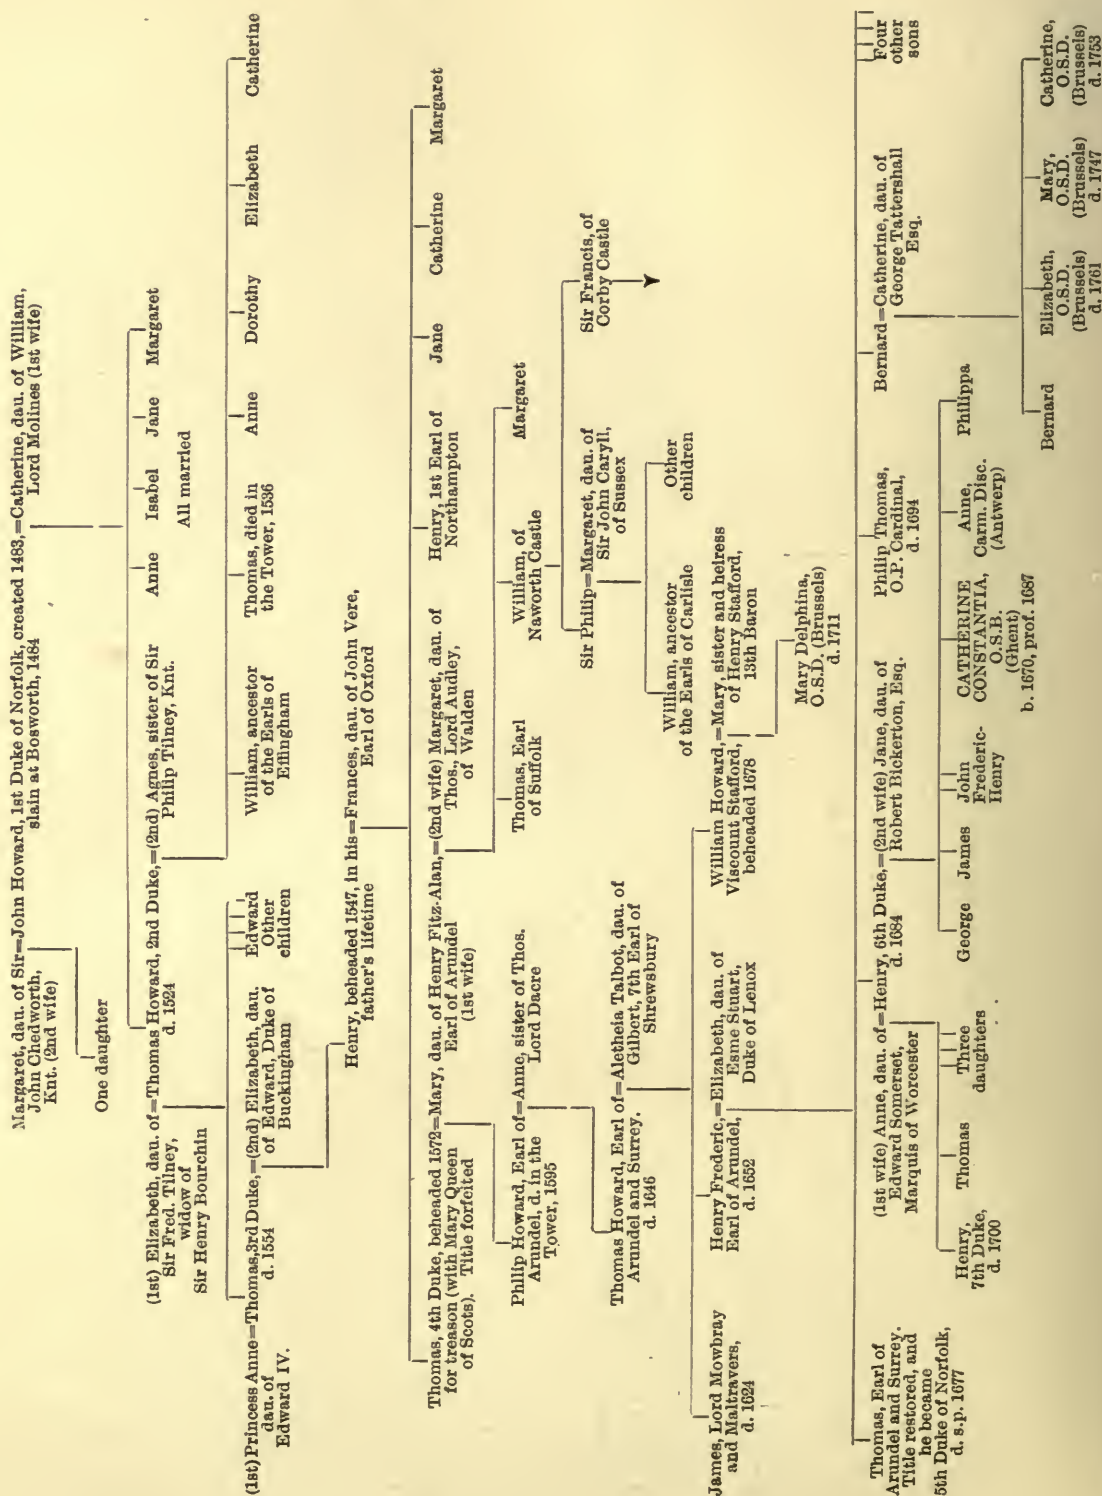 Margaret, dau. of Sir=John Howard, 1st Duke of Norfolk, created 1483,=Catherine, dau. of William,
John Chedworth, slain at Bosworth, 1484 Lord Molines (1st wife)
Knt. (2nd wife)
One daughter
(1st) Elizabeth, dau. of=Thomas Howard, 2nd Duke,=(2nd) Agnes, sister of Sir
Sir Fred. Tilney, d. 1524 Philip Tilney, Knt.
widow of
Sir Henry Bourchin
Anne Isabel Jane Margaret
All married
(1st) Princess Anne=Thomas, 3rd Duke,=(2nd) Elizabeth, dau.
dau. of d. 1554 of Edward, Duke of
Edward IV. Buckingham
Edward
Other
children
William, ancestor
of the Earls of
Effingham
Thomas, died in
the Tower, 1536
Anne Dorothy Elizabeth Catherine
Henry, beheaded 1547, in his=Frances, dau. of John Vere,
father's lifetime Earl of Oxford
Thomas, 4th Duke, beheaded 1572=Mary, dau. of Henry Fitz-Alan,=(2nd wife) Margaret, dau. of
for treason (with Mary Queen Earl of Arundel Thos., Lord Audley,
of Scots). Title forfeited (1st wife) of Walden
Henry, 1st Earl of
Northampton
Jane Catherine Margaret
Philip Howard, Earl of=Anne, sister of Thos.
Arundel, d. in the Lord Dacre
Tower, 1595
Thomas, Earl
of Suffolk
William, of
Naworth Castle
Margaret
Thomas Howard, Earl of=Aletheia Talbot, dau. of
Arundel and Surrey. Gilbert, 7th Earl of
d. 1646 Shrewsbury
Sir Philip=Margaret, dau. of
Sir John Caryll,
of Sussex
Sir Francis, of
Corby Castle
William, ancestor
of the Earls of Carlisle
Other
children
James, Lord Mowbray
and Maltravers,
d. 1624
Henry Frederic,=Elizabeth, dau. of
Earl of Arundel, Esme Stuart,
d. 1652 Duke of Lenox
William Howard,=Mary, sister and heiress
Viscount Stafford, of Henry Stafford,
beheaded 1678 13th Baron
Mary Delphina,
O.S.D. (Brussels)
d. 1711
Thomas, Earl of
Arundel and Surrey.
Title restored, and
he became
5th Duke of Norfolk,
d. s.p. 1677
(1st wife) Anne, dau. of=Henry, 6th Duke,=(2nd wife) Jane, dau. of
Edward Somerset, d. 1684 Robert Bickerton, Esq.
Marquis of Worcester
Philip Thomas,
O.P. Cardinal,
d. 1694
Bernard=Catherine, dau. of
George Tattershall
Esq.
Four
other
sons
Henry,
7th Duke,
d. 1700
Thomas
Three
daughters
George James
John
Frederic-
Henry
CATHERINE
CONSTANTIA,
O.S.B.
(Ghent)
b. 1670, prof. 1687
Anne,
Carm. Disc.
(Antwerp)
Philippa
Bernard
Elizabeth,
O.S.D.
(Brussels)
d. 1761
Mary,
O.S.D.
(Brussels)
d. 1747
Catherine,
O.S.D.
(Brussels)
d. 1753